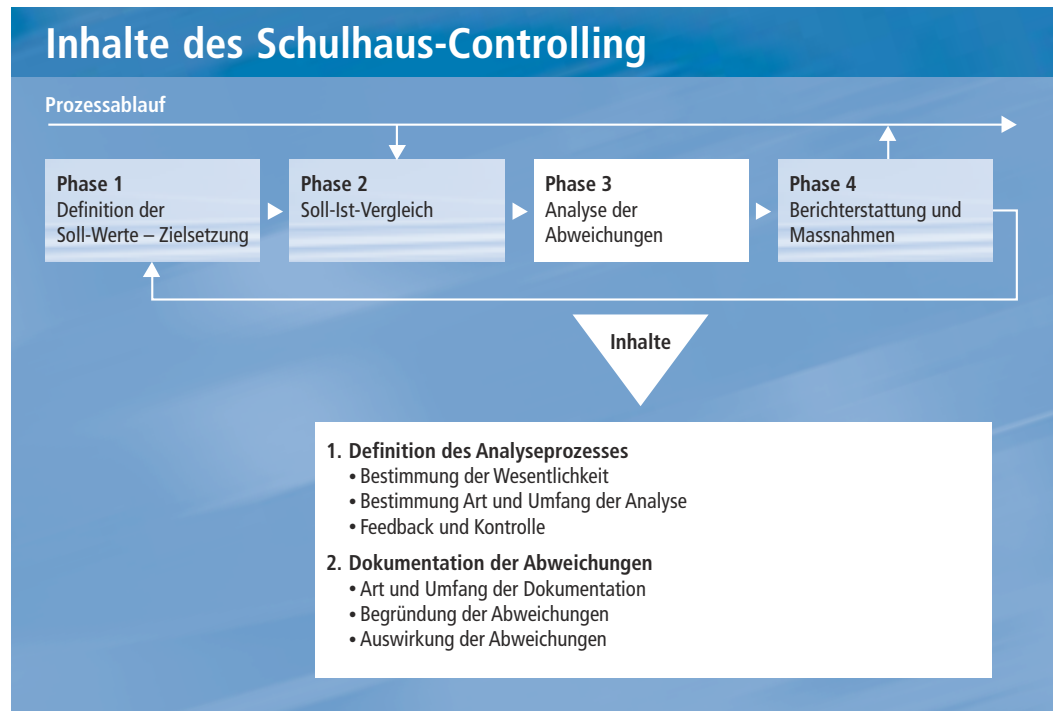 Inhalte des Schulhaus-Controlling
Prozessablauf
Phase 1
Definition der
Soll-Werte – Zielsetzung
Phase 2
Soll-Ist-Vergleich
Phase 3
Analyse der
Abweichungen
Phase 4
Berichterstattung und
Massnahmen
Inhalte
1. Definition des Analyseprozesses
• Bestimmung der Wesentlichkeit
• Bestimmung Art und Umfang der Analyse
• Feedback und Kontrolle
2. Dokumentation der Abweichungen
• Art und Umfang der Dokumentation
• Begründung der Abweichungen
• Auswirkung der Abweichungen